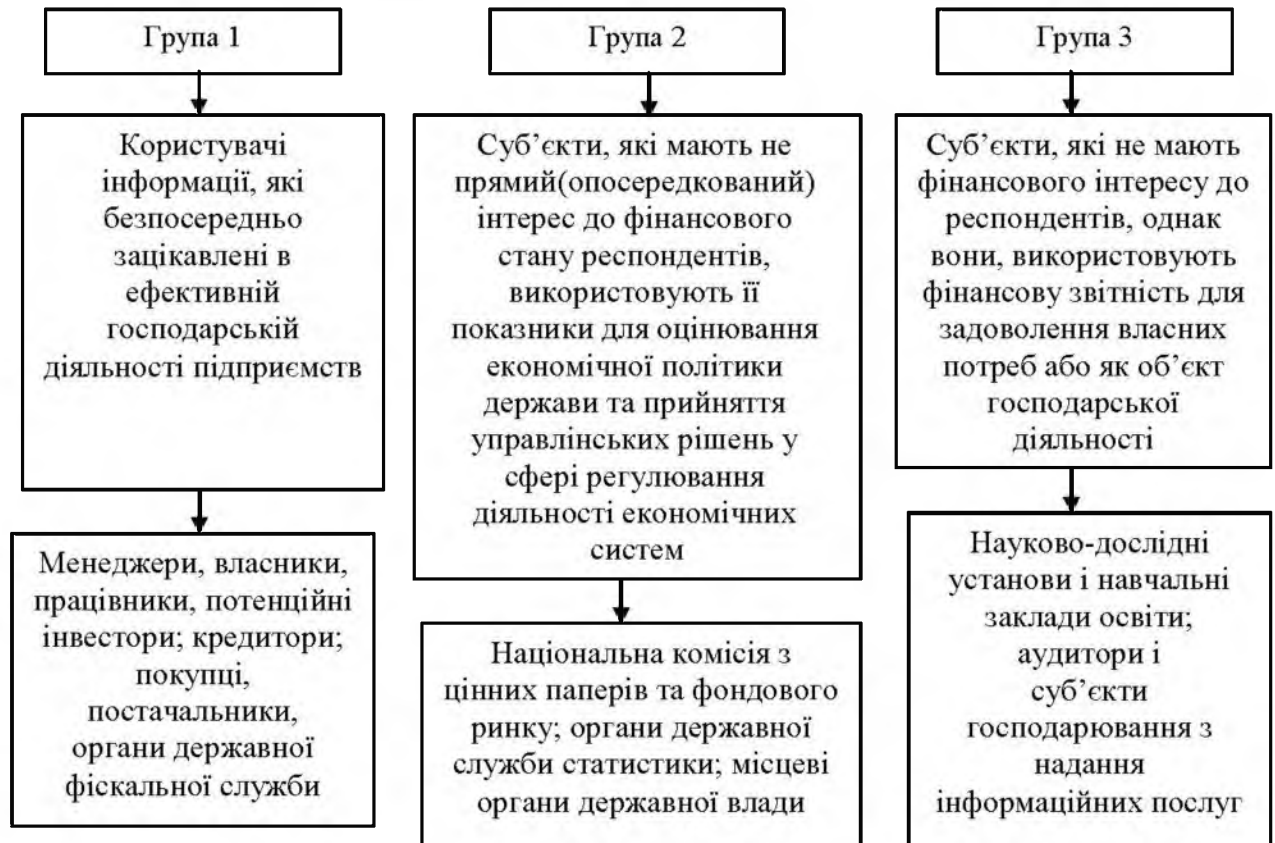 Група 1
Користувачі
інформації, які
безпосередньо
зацікавлені в
ефективній
господарській
діяльності підприємств
Менеджери, власники,
працівники, потенційні
інвестори; кредитори;
покупці,
постачальники,
органи державної
фіскальної служби
Група 2
Суб’єкти, які мають не
прямий(опосередкований)
інтерес до фінансового
стану респондентів,
використовують її
показники для оцінювання
економічної політики
держави та прийняття
управлінських рішень у
сфері регулювання
діяльності економічних
систем
Національна комісія з
цінних паперів та фондового
ринку; органи державної
служби статистики; місцеві
органи державної влади
Група 3
Суб’єкти, які не мають
фінансового інтересу до
респондентів, однак
вони, використовують
фінансову звітність для
задоволення власних
потреб або як об’єкт
господарської
діяльності
Науково-дослідні
установи і навчальні
заклади освіти;
аудитори і
суб’єкти
господарювання з
надання
інформаційних послуг